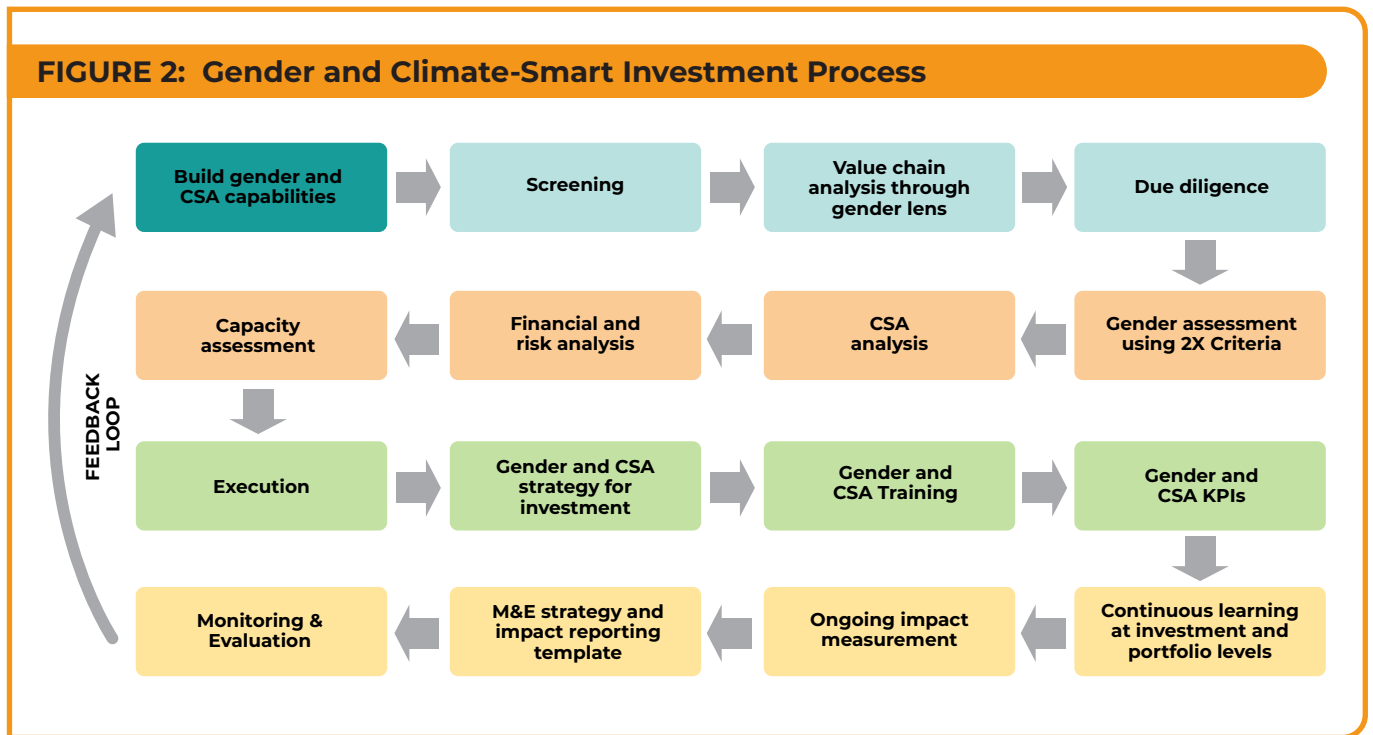 FIGURE 2: Gender and Climate-Smart Investment Process
Build gender and
CSA capabilities
Screening
Value chain
analysis through
gender lens
Due diligence
Gender assessment
using 2X Criteria
CSA
analysis
Financial and
risk analysis
Capacity
assessment
Execution
Gender and CSA
strategy for
investment
Gender and
CSA Training
Gender and
CSA KPIs
Continuous learning
at investment and
portfolio levels
Ongoing impact
measurement
M&E strategy and
impact reporting
template
Monitoring &
Evaluation
FEEDBACK
LOOP